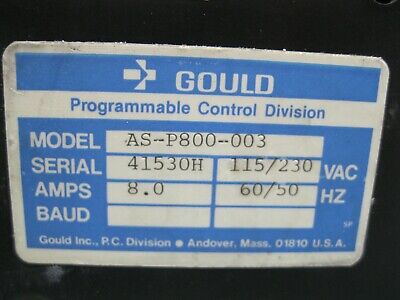 GOULD
Programmable Control Division
MODEL AS-P800-003
SERIAL 41530H 115/230 VAC
AMPS 8.0 60/50 HZ
BAUD
SP
Gould Inc., P.C. Division ● Andover, Mass. 01810 U.S.A.